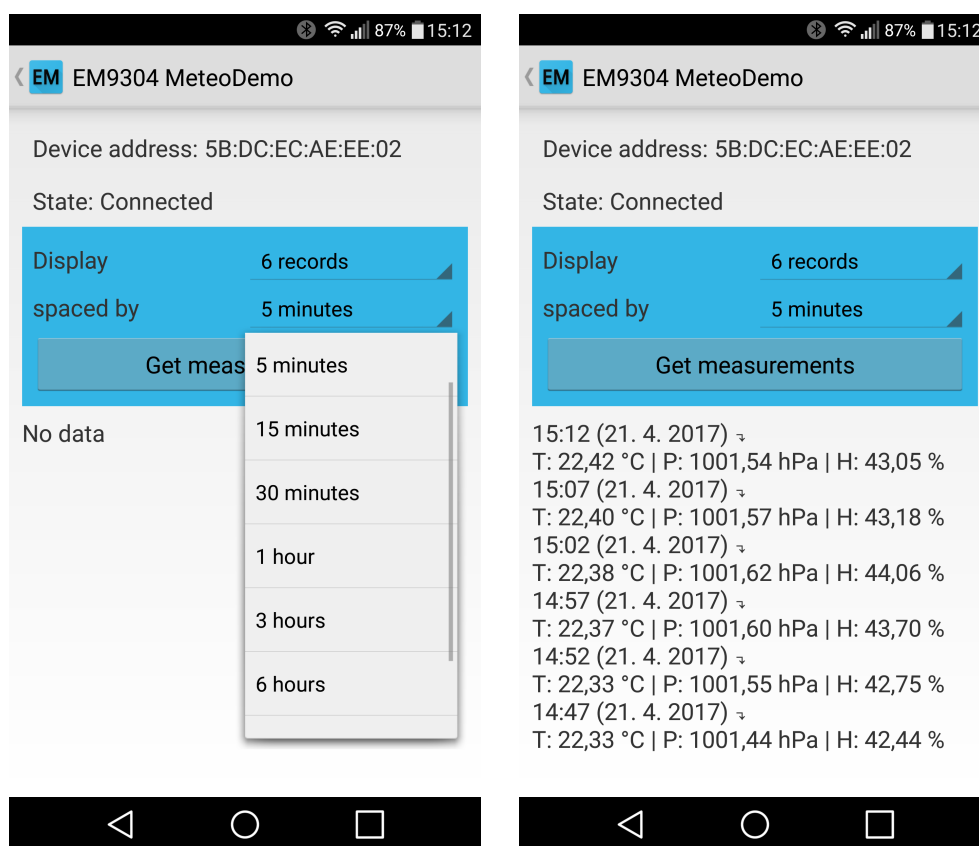 87% 15:12
EM EM9304 MeteoDemo
Device address: 5B:DC:EC:AE:EE:02
State: Connected
Display 6 records
spaced by 5 minutes
Get meas
5 minutes
15 minutes
30 minutes
1 hour
3 hours
6 hours
No data
87% 15:12
EM EM9304 MeteoDemo
Device address: 5B:DC:EC:AE:EE:02
State: Connected
Display 6 records
spaced by 5 minutes
Get measurements
15:12 (21. 4. 2017) ⤵
T: 22,42 °C | P: 1001,54 hPa | H: 43,05 %
15:07 (21. 4. 2017) ⤵
T: 22,40 °C | P: 1001,57 hPa | H: 43,18 %
15:02 (21. 4. 2017) ⤵
T: 22,38 °C | P: 1001,62 hPa | H: 44,06 %
14:57 (21. 4. 2017) ⤵
T: 22,37 °C | P: 1001,60 hPa | H: 43,70 %
14:52 (21. 4. 2017) ⤵
T: 22,33 °C | P: 1001,55 hPa | H: 42,75 %
14:47 (21. 4. 2017) ⤵
T: 22,33 °C | P: 1001,44 hPa | H: 42,44 %